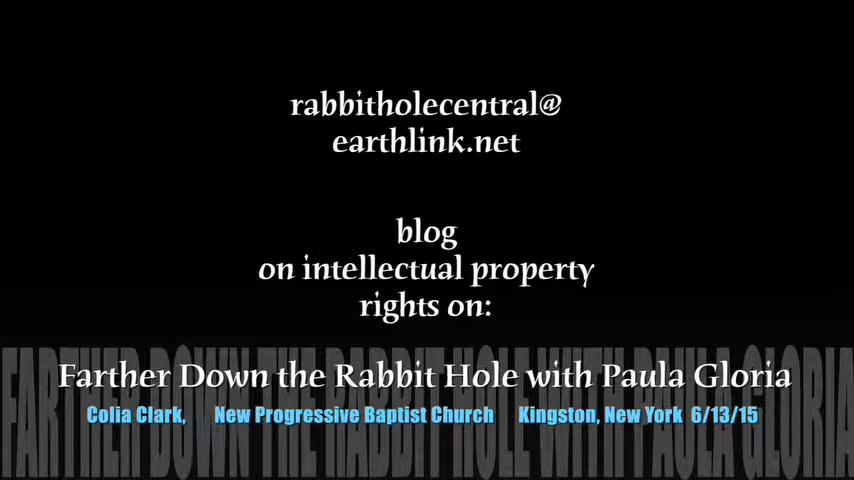 rabbitholecentral@
earthlink.net
blog
on intellectual property
rights on:
FARTHER DOWN THE RABBIT HOLE WITH PAULA GLORIA
Farther Down the Rabbit Hole with Paula Gloria
Colia Clark, New Progressive Baptist Church Kingston, New York 6/13/15